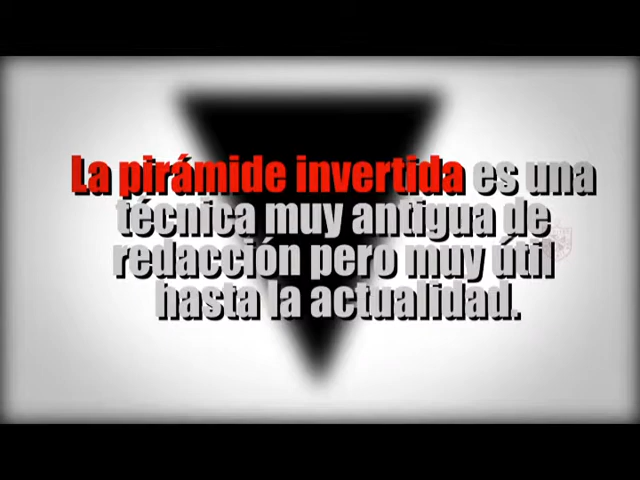 La pirámide invertida es una
técnica muy antigua de
redacción pero muy útil
hasta la actualidad.